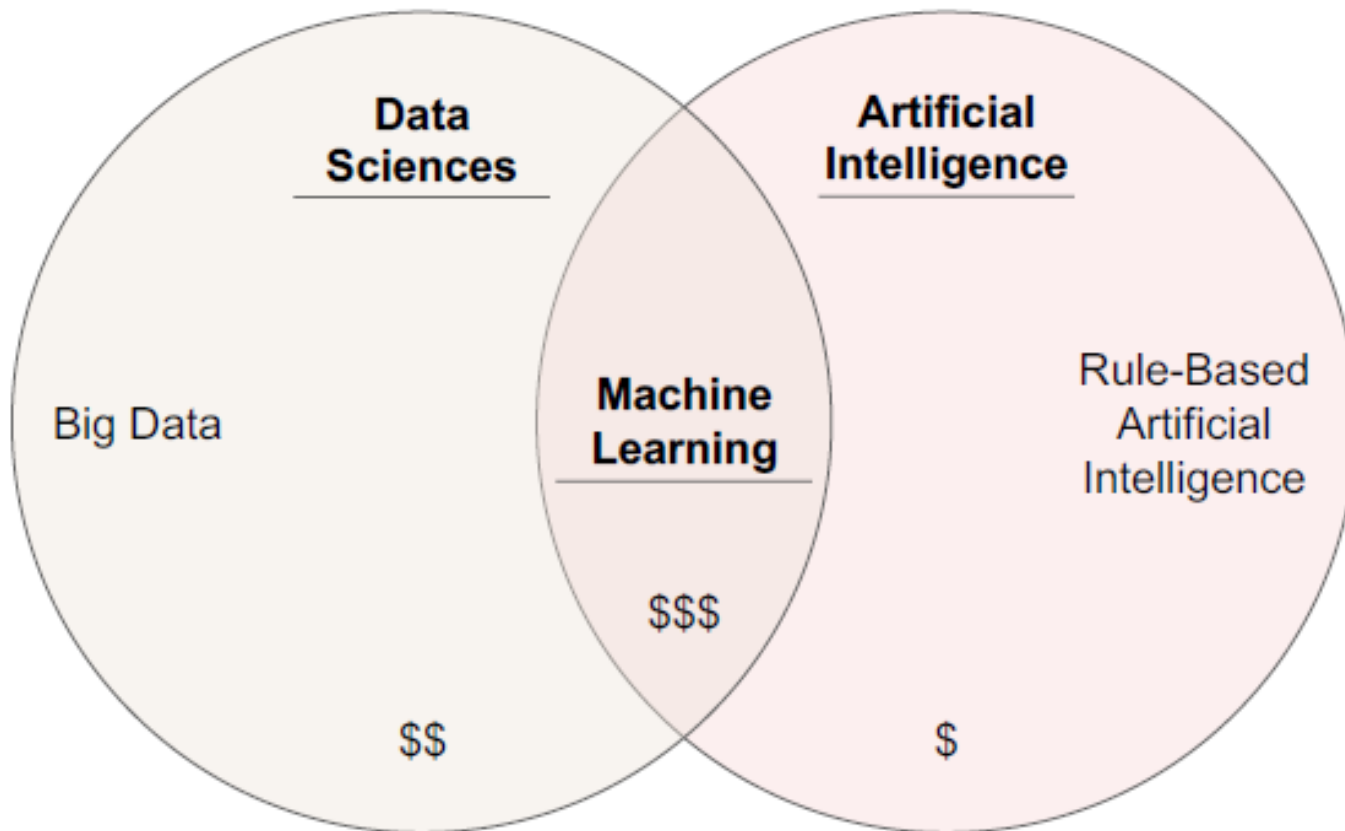 Data
Sciences
Artificial
Intelligence
Big Data
Machine
Learning
Rule-Based
Artificial
Intelligence
$$$
$$
$